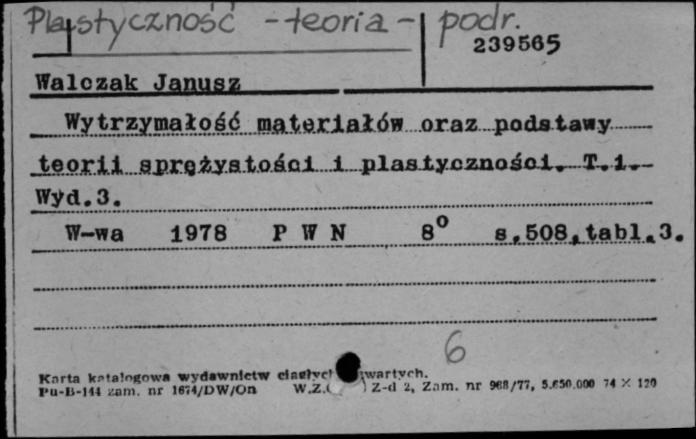 Plastyczność - teoria - podr.
239565
Walczak Janusz
Wytrzymałość materiałów oraz podstawy
teorii sprężystości i plastyczności. T.1.-
Wyd.3.
W-wa 1978 P W N 8° s.508,tabl.3.
6
Karta katalogowa wydawnictw
Pu-B-144 zam. nr 1674/DW/On W.Z. Z-d 2, Zam. nr 968/77, 5.650.000 74 × 120